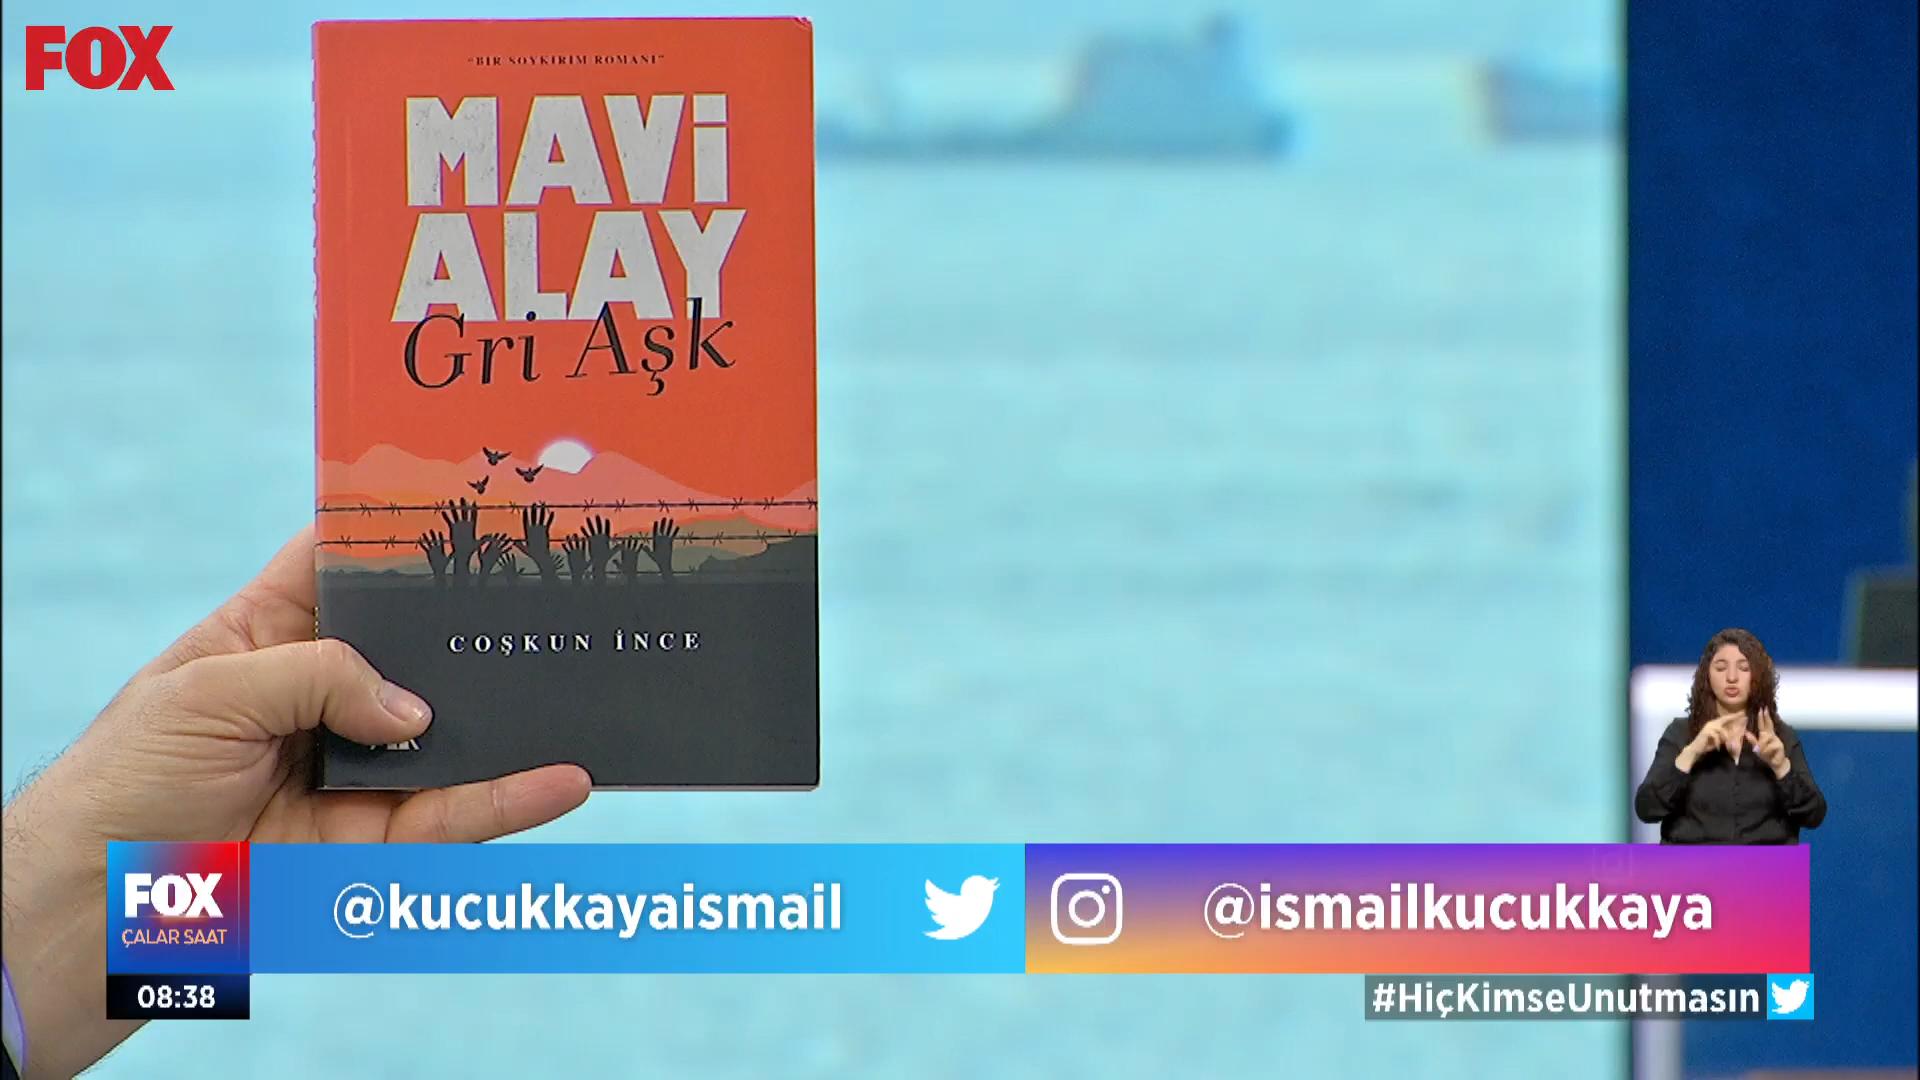 FOX
"BİR SOYKIRIM ROMANI"
MAVİ
ALAY
Gri Aşk
COŞKUN İNCE
FOX
ÇALAR SAAT
@kucukkayaismail
@ismailkucukkaya
08:38
#HiçKimseUnutmasın